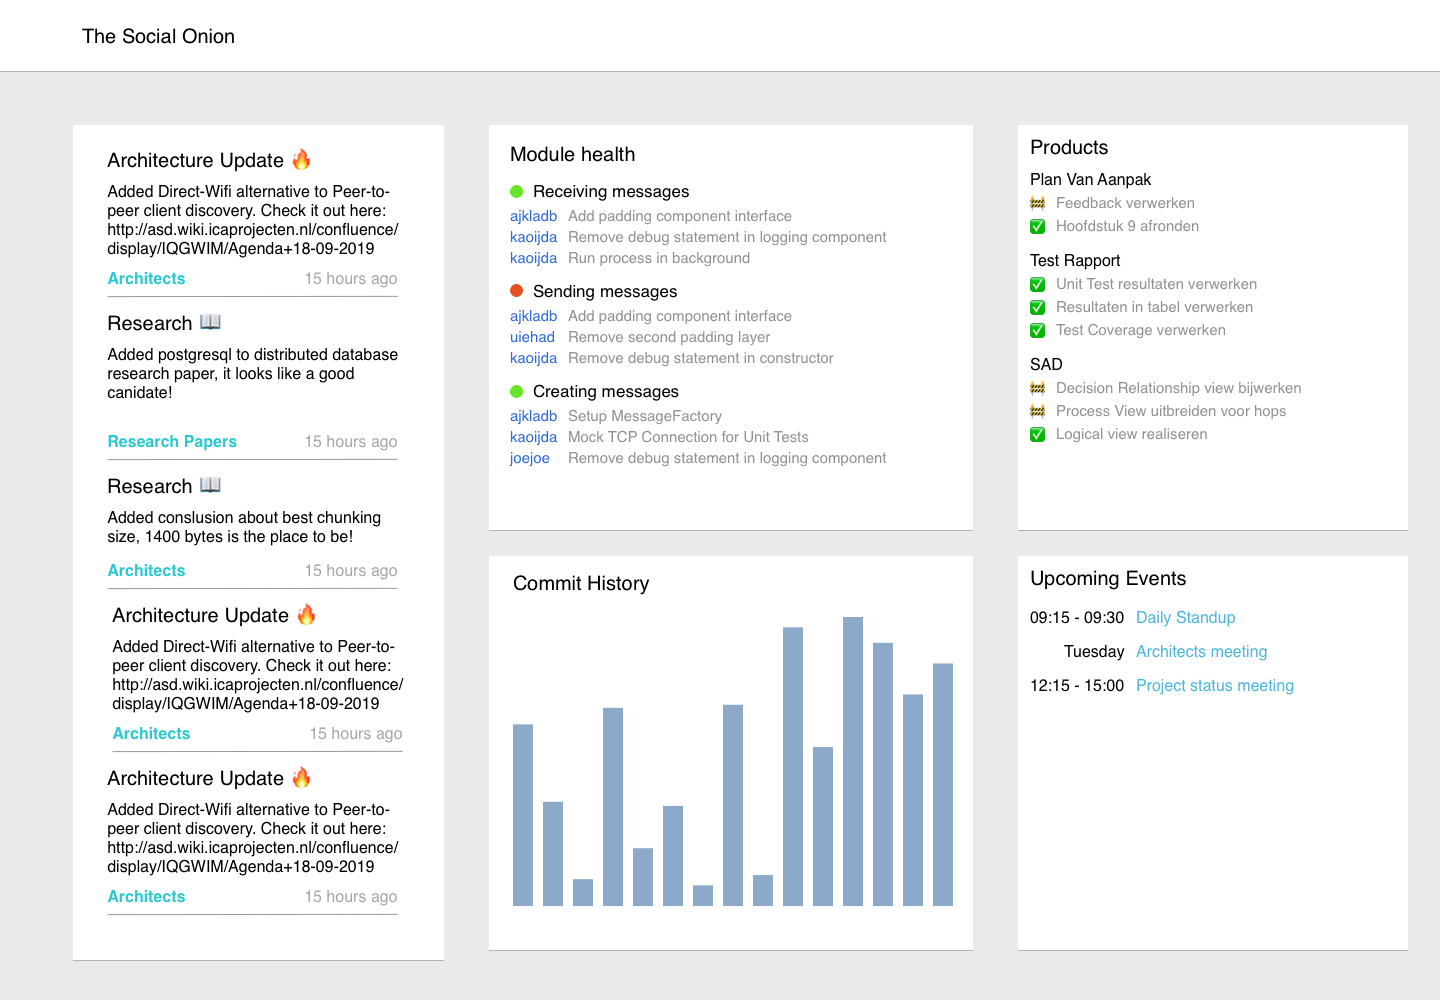 The Social Onion
Architecture Update 🔥
Added Direct-Wifi alternative to Peer-to-
peer client discovery. Check it out here:
http://asd.wiki.icaprojecten.nl/confluence/
display/IQGWIM/Agenda+18-09-2019
Architects 15 hours ago
Research 📖
Added postgresql to distributed database
research paper, it looks like a good
canidate!
Research Papers 15 hours ago
Research 📖
Added conslusion about best chunking
size, 1400 bytes is the place to be!
Architects 15 hours ago
Architecture Update 🔥
Added Direct-Wifi alternative to Peer-to-
peer client discovery. Check it out here:
http://asd.wiki.icaprojecten.nl/confluence/
display/IQGWIM/Agenda+18-09-2019
Architects 15 hours ago
Architecture Update 🔥
Added Direct-Wifi alternative to Peer-to-
peer client discovery. Check it out here:
http://asd.wiki.icaprojecten.nl/confluence/
display/IQGWIM/Agenda+18-09-2019
Architects 15 hours ago
Module health
Receiving messages
ajkladb Add padding component interface
kaoijda Remove debug statement in logging component
kaoijda Run process in background
Sending messages
ajkladb Add padding component interface
uiehad Remove second padding layer
kaoijda Remove debug statement in constructor
Creating messages
ajkladb Setup MessageFactory
kaoijda Mock TCP Connection for Unit Tests
joejoe Remove debug statement in logging component
Commit History
Products
Plan Van Aanpak
🚧 Feedback verwerken
✅ Hoofdstuk 9 afronden
Test Rapport
✅ Unit Test resultaten verwerken
✅ Resultaten in tabel verwerken
✅ Test Coverage verwerken
SAD
🚧 Decision Relationship view bijwerken
🚧 Process View uitbreiden voor hops
✅ Logical view realiseren
Upcoming Events
09:15 - 09:30 Daily Standup
Tuesday Architects meeting
12:15 - 15:00 Project status meeting